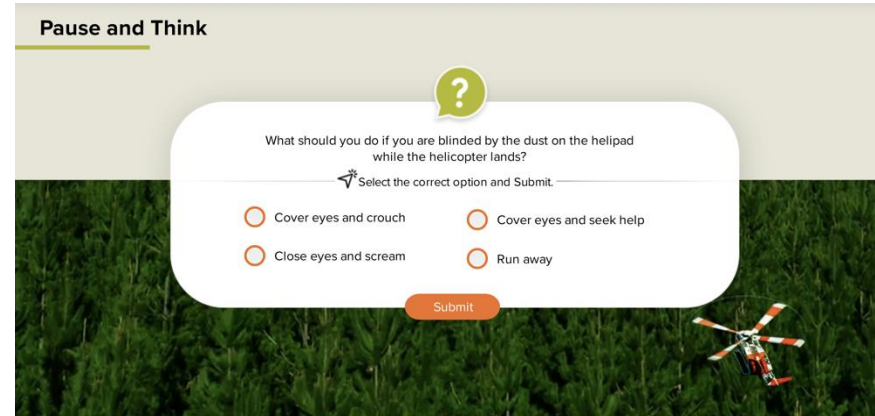 Pause and Think
?
What should you do if you are blinded by the dust on the helipad
while the helicopter lands?
Select the correct option and Submit.
Cover eyes and crouch
Cover eyes and seek help
Close eyes and scream
Run away
Submit